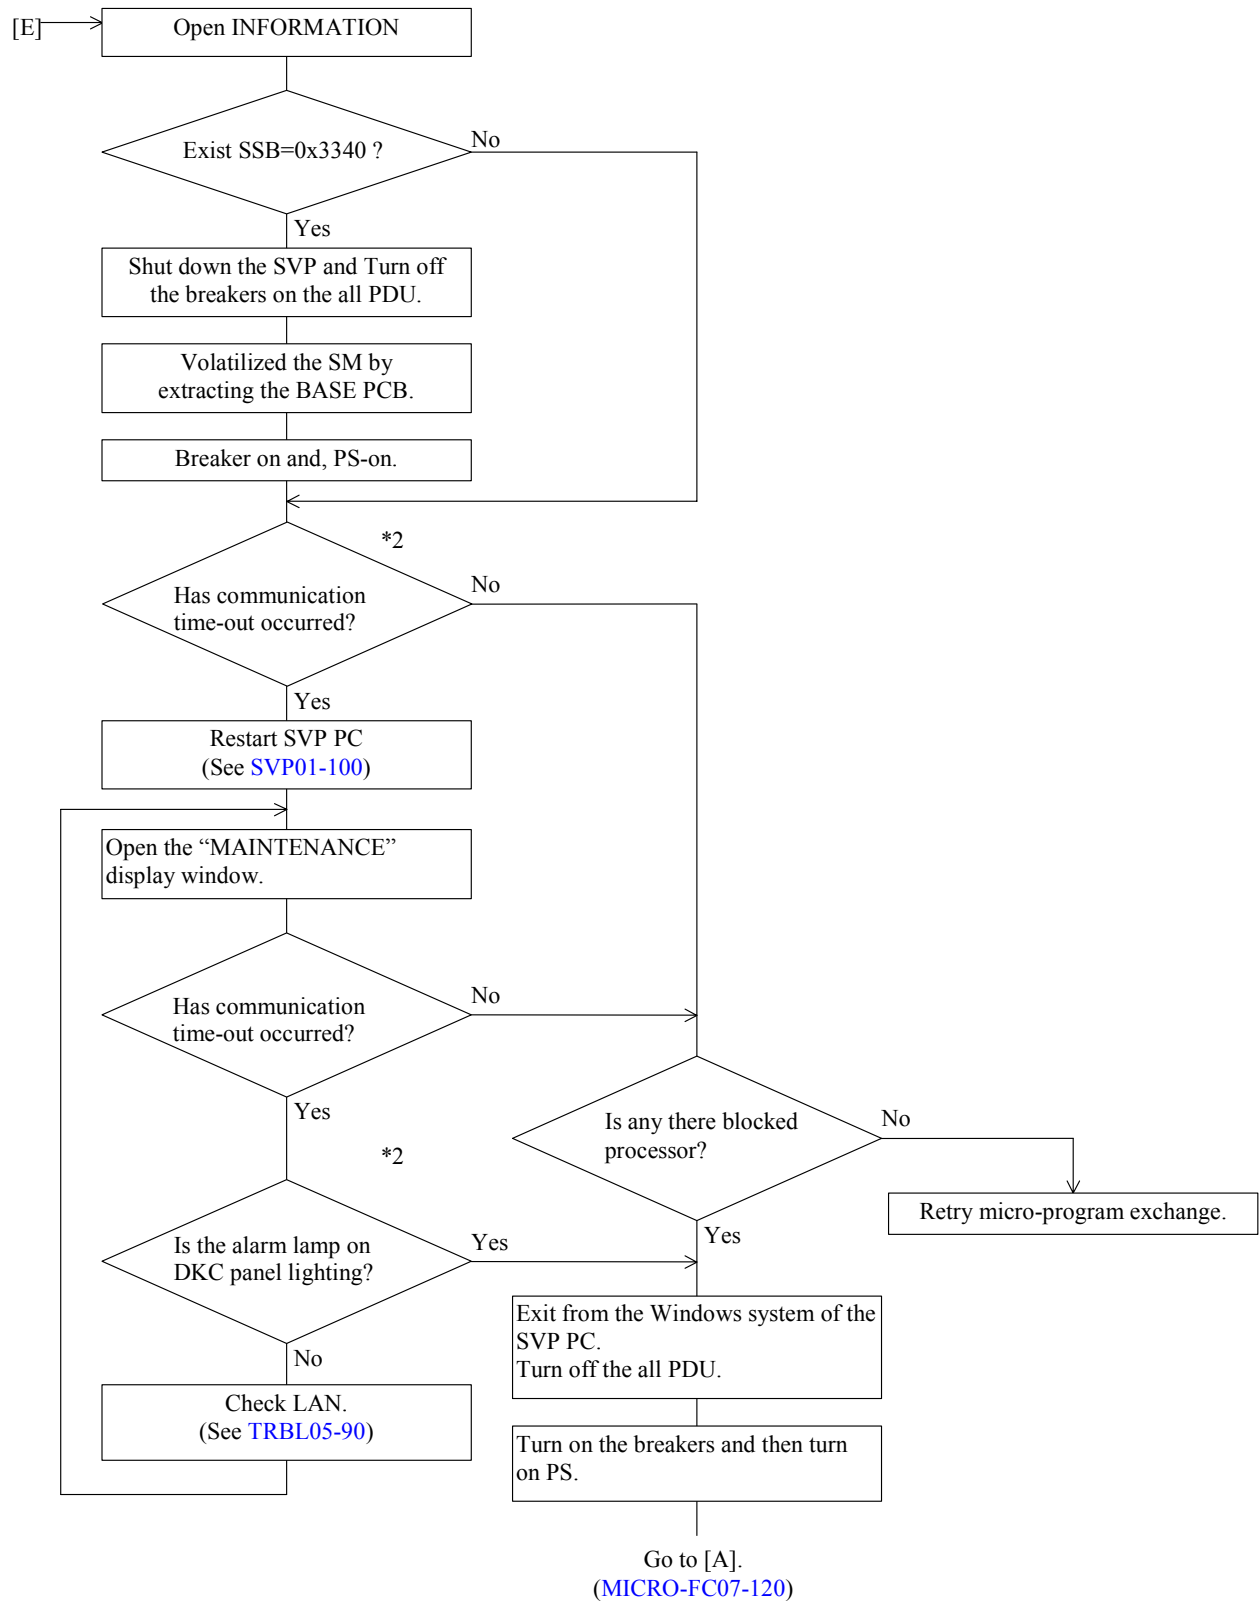 [E]
Open INFORMATION
Exist SSB=0x3340 ?
No
Yes
Shut down the SVP and Turn off
the breakers on the all PDU.
Volatilized the SM by
extracting the BASE PCB.
Breaker on and, PS-on.
*2
Has communication
time-out occurred?
No
Yes
Restart SVP PC
(See SVP01-100)
Open the “MAINTENANCE”
display window.
Has communication
time-out occurred?
No
Yes
Is any there blocked
processor?
No
Retry micro-program exchange.
Yes
*2
Is the alarm lamp on
DKC panel lighting?
Yes
No
Check LAN.
(See TRBL05-90)
Exit from the Windows system of the
SVP PC.
Turn off the all PDU.
Turn on the breakers and then turn
on PS.
Go to [A].
(MICRO-FC07-120)